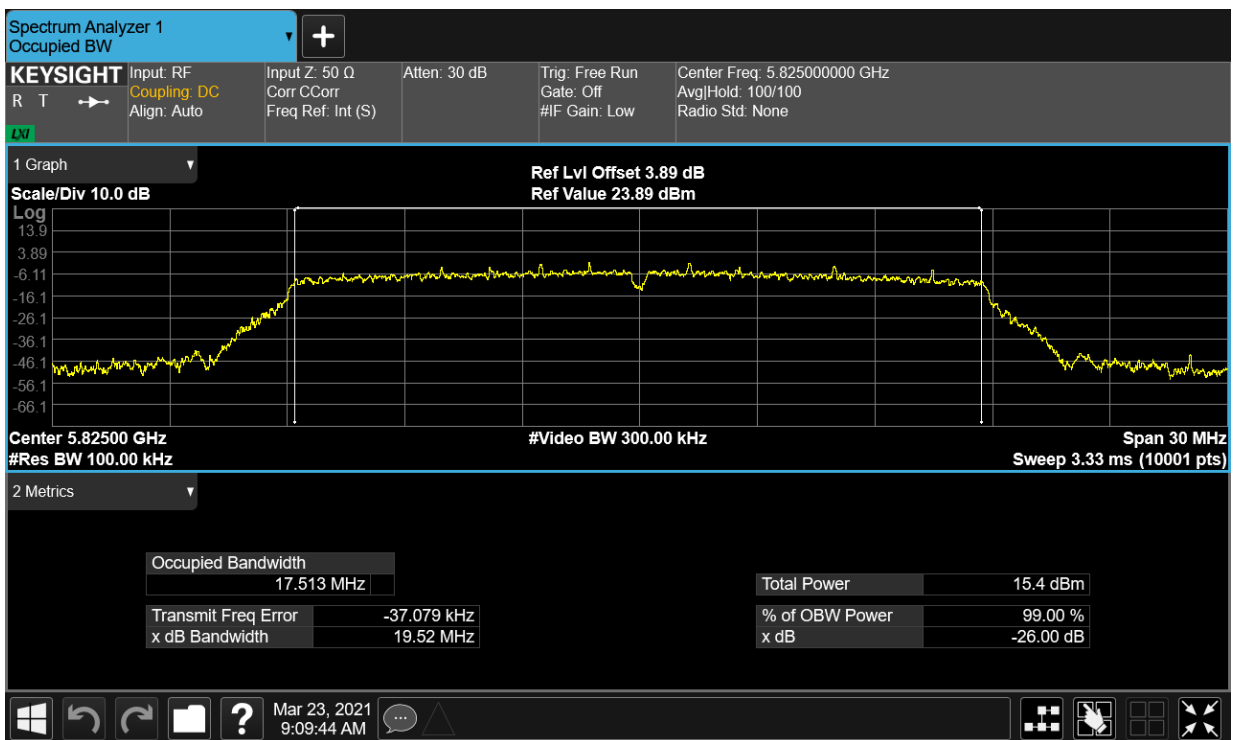 Spectrum Analyzer 1
Occupied BW
KEYSIGHT
R T
LXI
Input: RF
Coupling: DC
Align: Auto
Input Z: 50 Ω
Corr CCorr
Freq Ref: Int (S)
Atten: 30 dB
Trig: Free Run
Gate: Off
#IF Gain: Low
Center Freq: 5.825000000 GHz
Avg|Hold: 100/100
Radio Std: None
1 Graph
Scale/Div 10.0 dB
Ref Lvl Offset 3.89 dB
Ref Value 23.89 dBm
Log
13.9
3.89
-6.11
-16.1
-26.1
-36.1
-46.1
-56.1
-66.1
Center 5.82500 GHz
#Video BW 300.00 kHz
Span 30 MHz
#Res BW 100.00 kHz
Sweep 3.33 ms (10001 pts)
2 Metrics
Occupied Bandwidth
17.513 MHz
Total Power 15.4 dBm
Transmit Freq Error -37.079 kHz
% of OBW Power 99.00 %
x dB Bandwidth 19.52 MHz
x dB -26.00 dB
?
Mar 23, 2021
9:09:44 AM